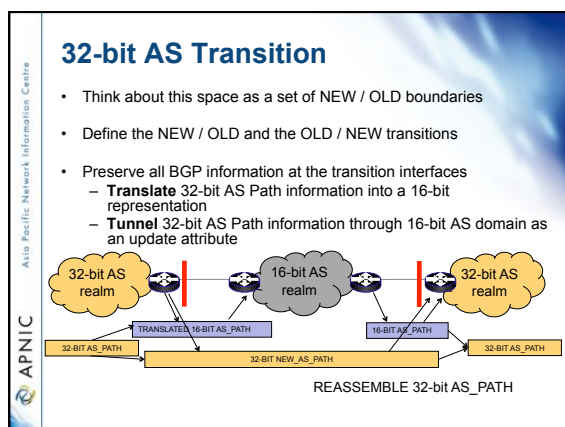 32-bit AS Transition
• Think about this space as a set of NEW / OLD boundaries
• Define the NEW / OLD and the OLD / NEW transitions
• Preserve all BGP information at the transition interfaces
– Translate 32-bit AS Path information into a 16-bit
representation
– Tunnel 32-bit AS Path information through 16-bit AS domain as
an update attribute
32-bit AS
realm
16-bit AS
realm
32-bit AS
realm
TRANSLATED 16-BIT AS_PATH
16-BIT AS_PATH
32-BIT AS_PATH
32-BIT NEW_AS_PATH
32-BIT AS_PATH
REASSEMBLE 32-bit AS_PATH
Asia Pacific Network Information Centre
APNIC